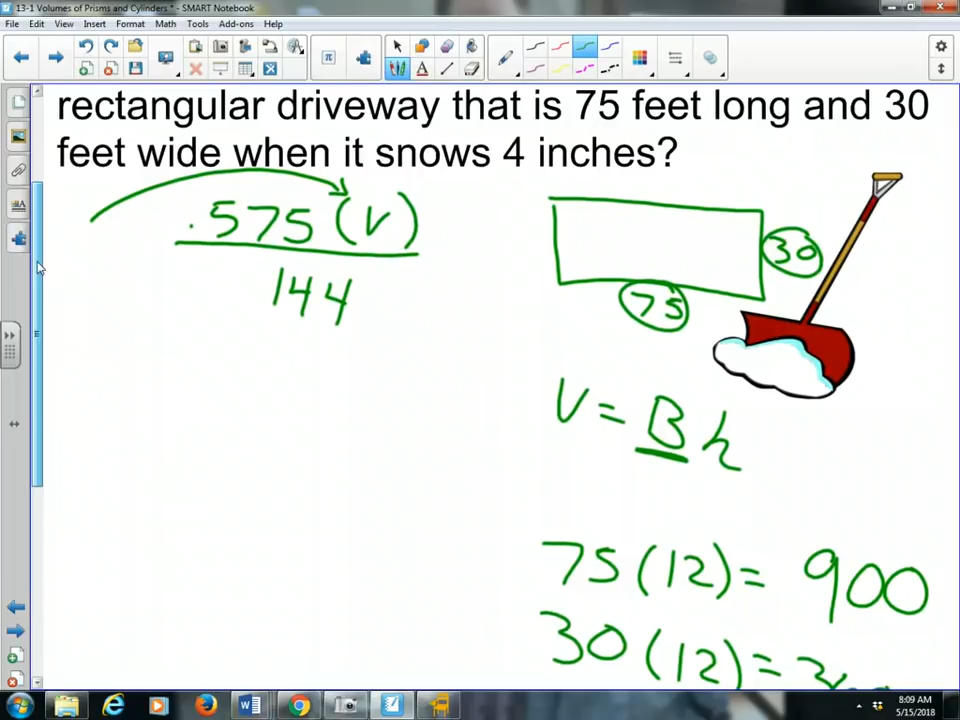 13-1 Volumes of Prisms and Cylinders * - SMART Notebook
File Edit View Insert Format Math Tools Add-ons Help
rectangular driveway that is 75 feet long and 30
feet wide when it snows 4 inches?
.575 (V)
144
30
75
V = B h
75 (12) = 900
30 (12) =
8:09 AM
5/15/2018